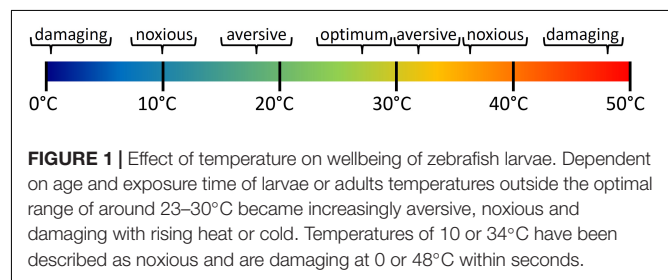 damaging noxious aversive optimum aversive noxious damaging
0°C 10°C 20°C 30°C 40°C 50°C
FIGURE 1 | Effect of temperature on wellbeing of zebrafish larvae. Dependent
on age and exposure time of larvae or adults temperatures outside the optimal
range of around 23–30°C became increasingly aversive, noxious and
damaging with rising heat or cold. Temperatures of 10 or 34°C have been
described as noxious and are damaging at 0 or 48°C within seconds.